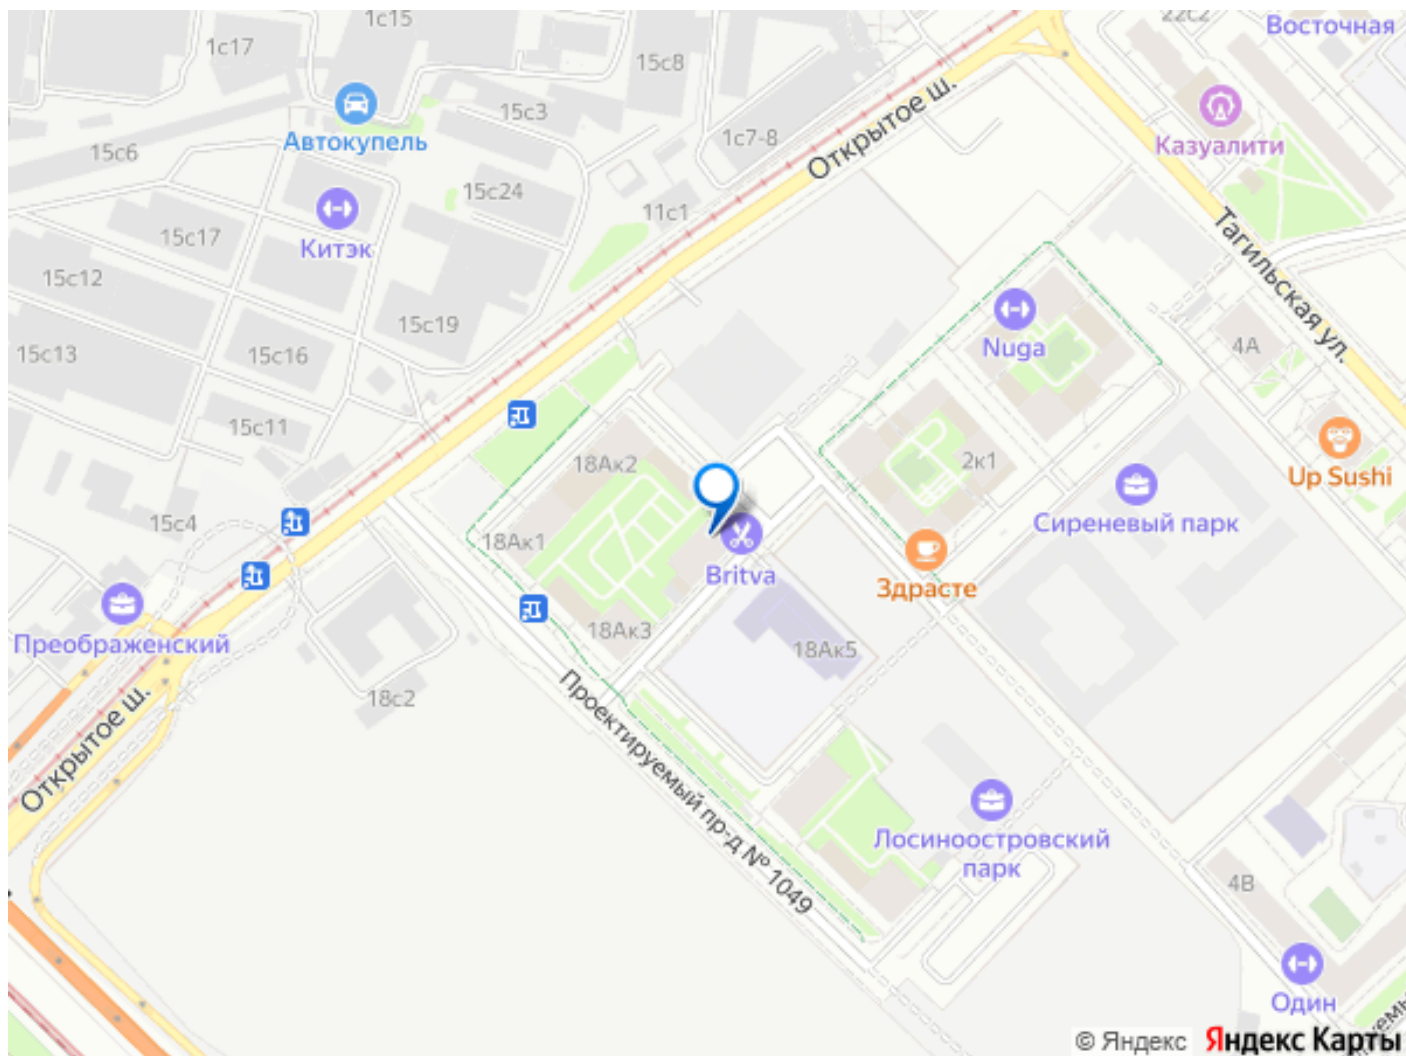 1с15
22с2
Восточная
1с17
15с8
Автокупель
15с3
1с7-8
Открытое ш.
Казуалити
15с6
15с24
11с1
Китэк
15с17
15с12
15с19
Тагильская ул.
15с13
15с16
Nuga
4А
15с11
18Ак2
2к1
Up Sushi
15с4
Сиреневый парк
18Ак1
Britva
Здрасте
Преображенский
18Ак3
18Ак5
18с2
Открытое ш.
Проектируемый пр-д № 1049
Лосиноостровский
парк
4В
Один
© Яндекс Яндекс Карты